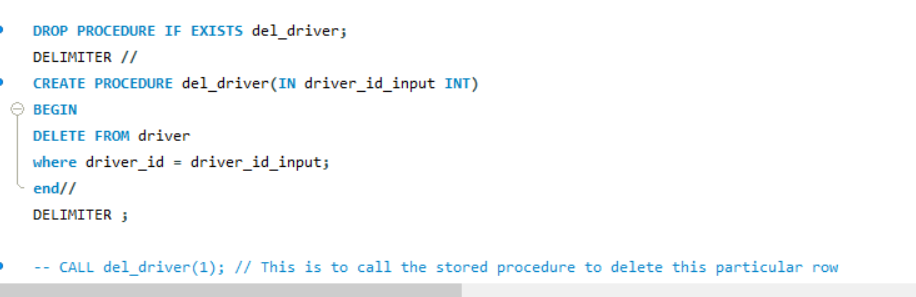 DROP PROCEDURE IF EXISTS del_driver;
DELIMITER //
CREATE PROCEDURE del_driver(IN driver_id_input INT)
BEGIN
DELETE FROM driver
where driver_id = driver_id_input;
end//
DELIMITER ;
-- CALL del_driver(1); // This is to call the stored procedure to delete this particular row